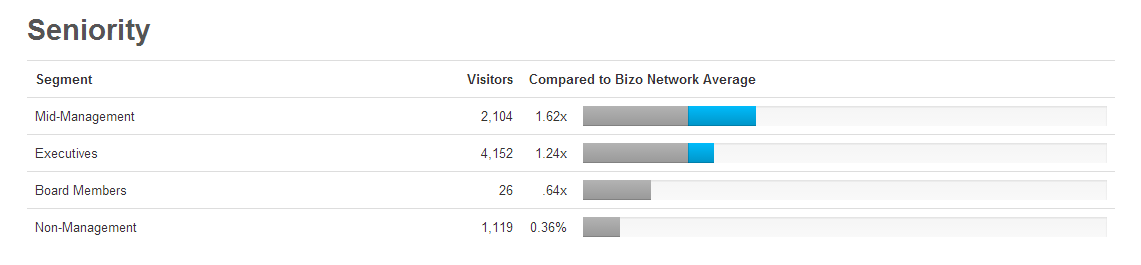 Seniority
Segment Visitors Compared to Bizo Network Average
Mid-Management 2,104 1.62x
Executives 4,152 1.24x
Board Members 26 .64x
Non-Management 1,119 0.36%